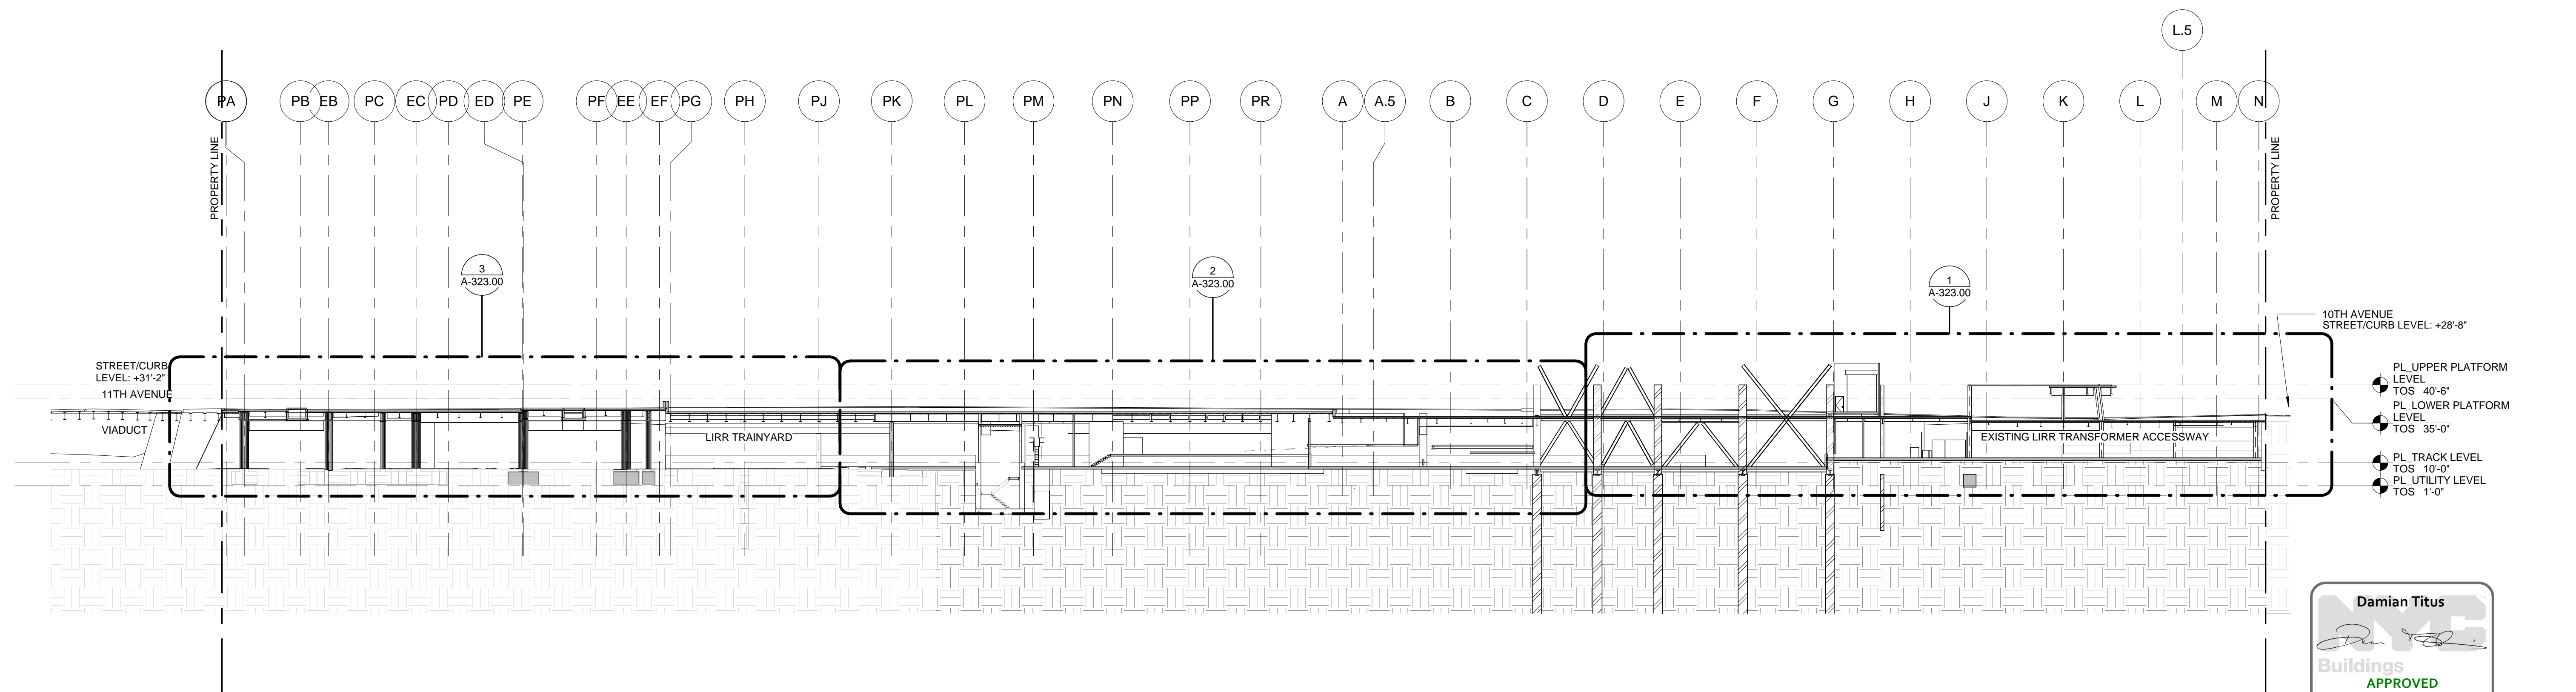 L.5
PA PB EB PC EC PD ED PE PF EE EF PG PH PJ PK PL PM PN PP PR A A.5 B C D E F G H J K L M N
PROPERTY LINE
PROPERTY LINE
3
A-323.00
2
A-323.00
1
A-323.00
10TH AVENUE
STREET/CURB LEVEL: +28'-8"
STREET/CURB
LEVEL: +31'-2"
11TH AVENUE
VIADUCT
LIRR TRAINYARD
EXISTING LIRR TRANSFORMER ACCESSWAY
PL_UPPER PLATFORM
LEVEL
TOS 40'-6"
PL_LOWER PLATFORM
LEVEL
TOS 35'-0"
PL_TRACK LEVEL
TOS 10'-0"
PL_UTILITY LEVEL
TOS 1'-0"
Damian Titus
NYC
Buildings
APPROVED